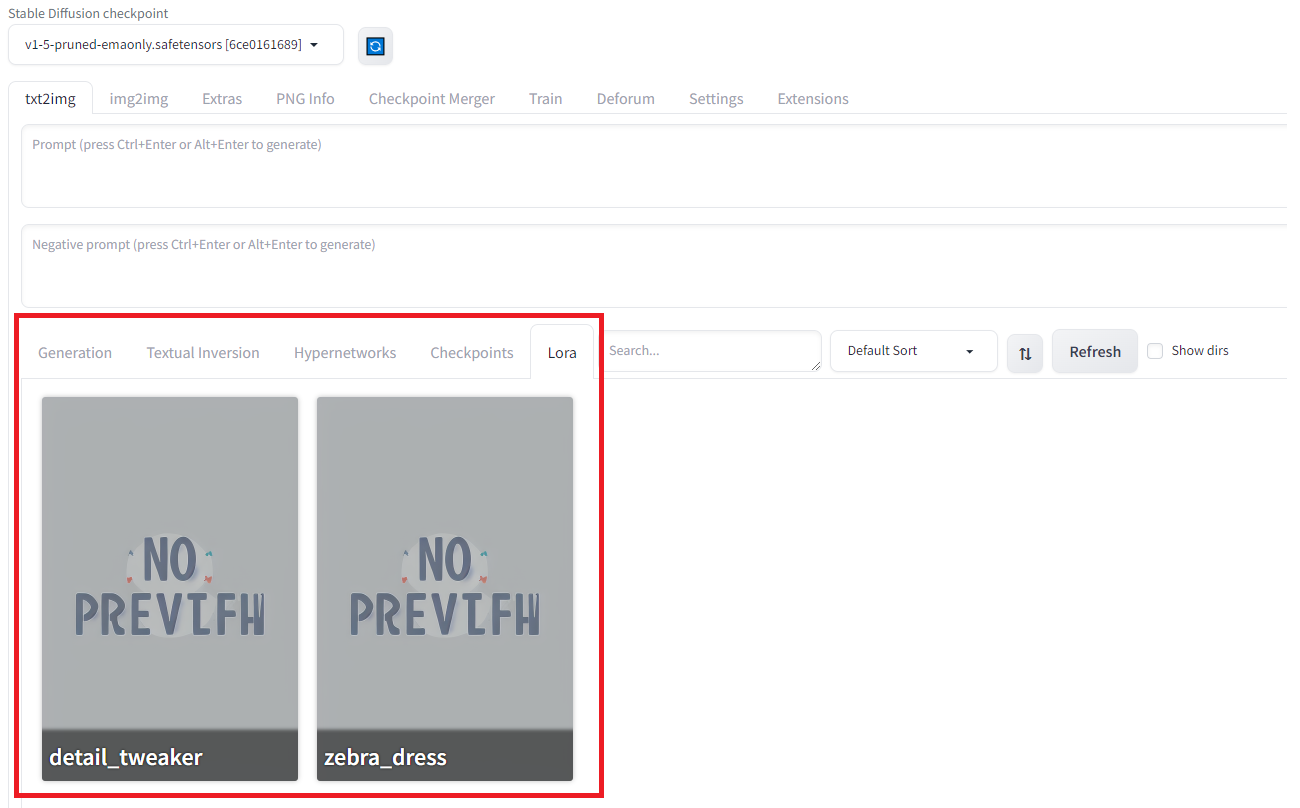 Stable Diffusion checkpoint
v1-5-pruned-emaonly.safetensors [6ce0161689]
txt2img img2img Extras PNG Info Checkpoint Merger Train Deforum Settings Extensions
Prompt (press Ctrl+Enter or Alt+Enter to generate)
Negative prompt (press Ctrl+Enter or Alt+Enter to generate)
Generation Textual Inversion Hypernetworks Checkpoints Lora Search... Default Sort Refresh Show dirs
NO NO
PREVIFW PREVIFW
detail_tweaker zebra_dress